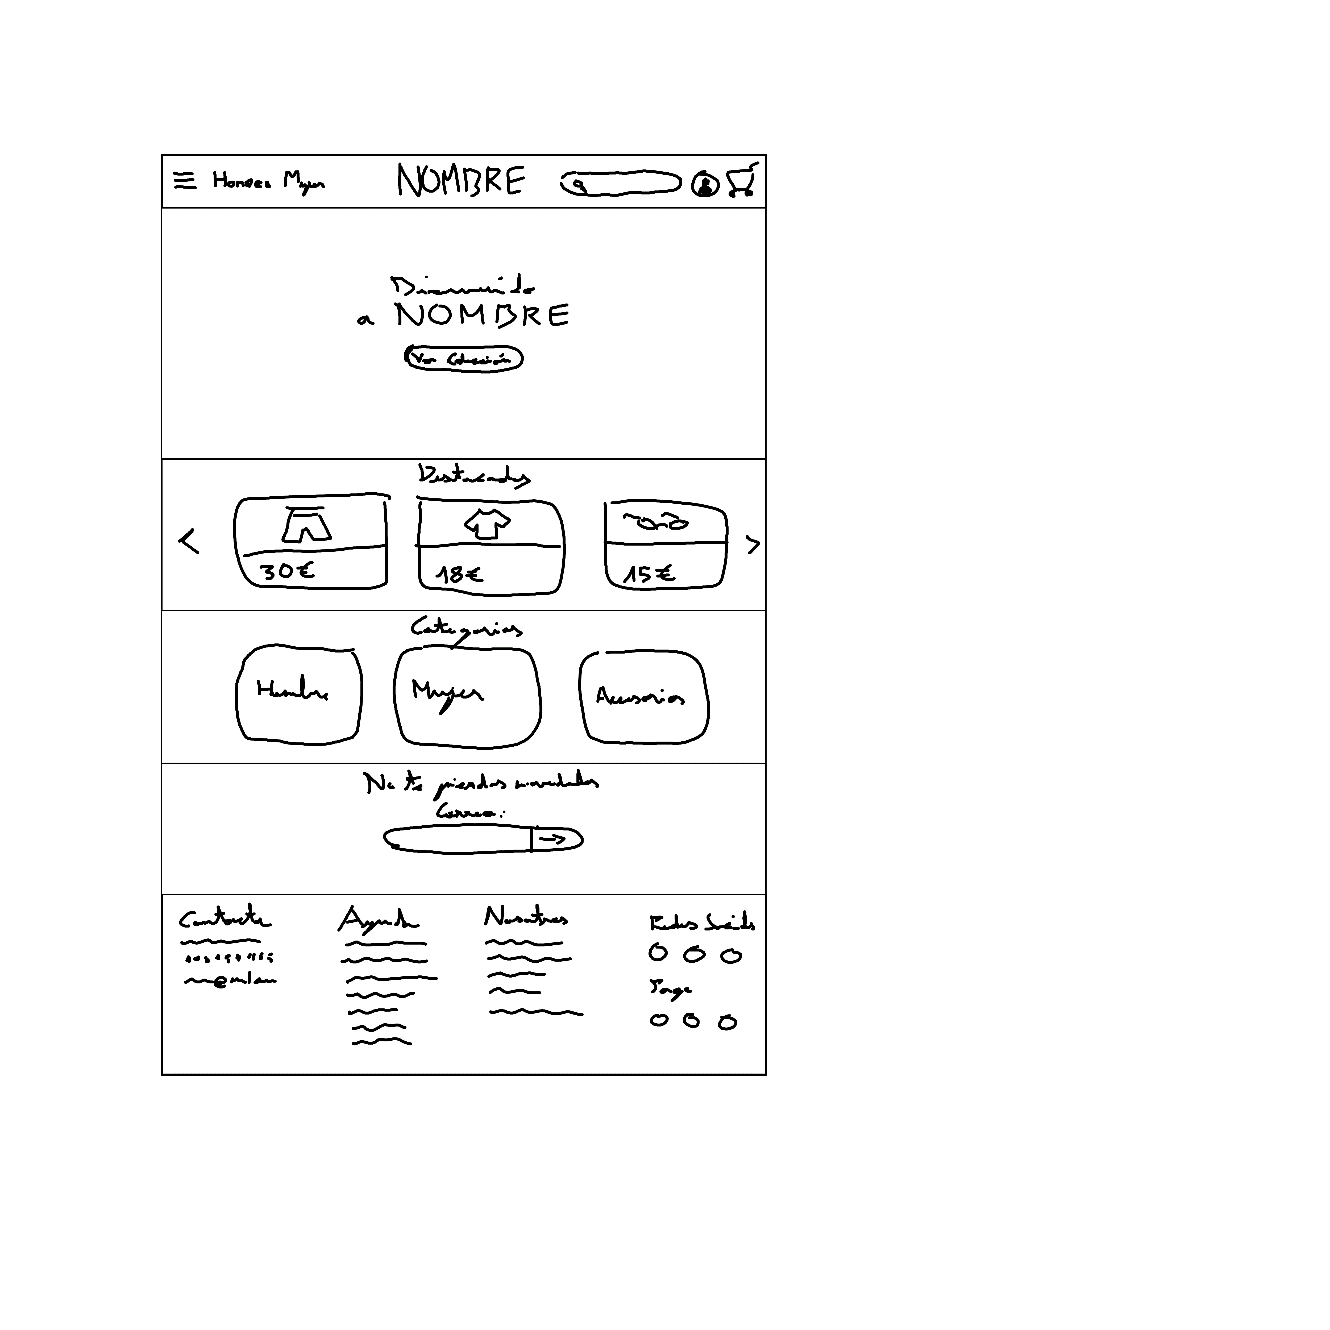 Hombre Mujer NOMBRE
Bienvenido
a NOMBRE
Ver Colección
Destacados
30€ 18€ 15€
Categorias
Hombre Mujer Accesorios
No te pierdas novedades
Correo:
Contacto Ayuda Nosotros Redes Sociales
Pago